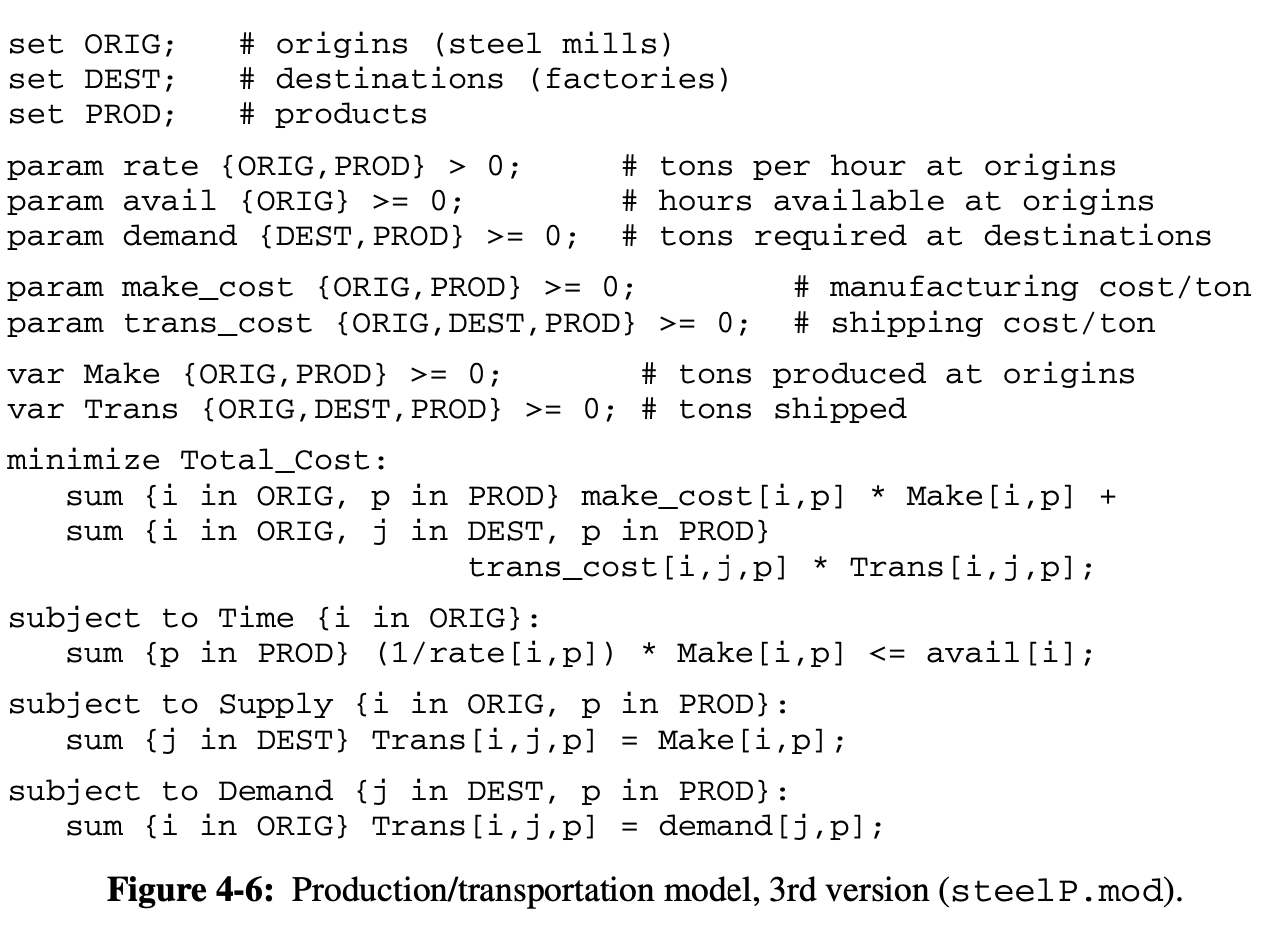 set ORIG;   # origins (steel mills)
set DEST;   # destinations (factories)
set PROD;   # products
param rate {ORIG,PROD} > 0;     # tons per hour at origins
param avail {ORIG} >= 0;        # hours available at origins
param demand {DEST,PROD} >= 0;  # tons required at destinations
param make_cost {ORIG,PROD} >= 0;        # manufacturing cost/ton
param trans_cost {ORIG,DEST,PROD} >= 0;  # shipping cost/ton
var Make {ORIG,PROD} >= 0;       # tons produced at origins
var Trans {ORIG,DEST,PROD} >= 0; # tons shipped
minimize Total_Cost:
   sum {i in ORIG, p in PROD} make_cost[i,p] * Make[i,p] +
   sum {i in ORIG, j in DEST, p in PROD}
                        trans_cost[i,j,p] * Trans[i,j,p];
subject to Time {i in ORIG}:
   sum {p in PROD} (1/rate[i,p]) * Make[i,p] <= avail[i];
subject to Supply {i in ORIG, p in PROD}:
   sum {j in DEST} Trans[i,j,p] = Make[i,p];
subject to Demand {j in DEST, p in PROD}:
   sum {i in ORIG} Trans[i,j,p] = demand[j,p];
Figure 4-6: Production/transportation model, 3rd version (steelP.mod).